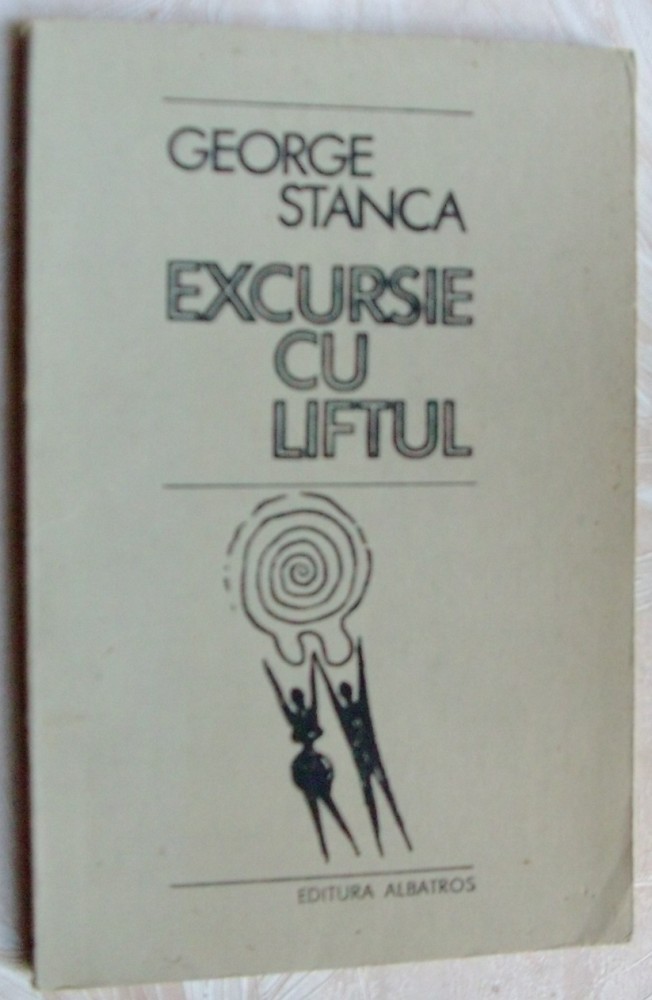 GEORGE
STANCA
EXCURSIE
CU
LIFTUL
EDITURA ALBATROS